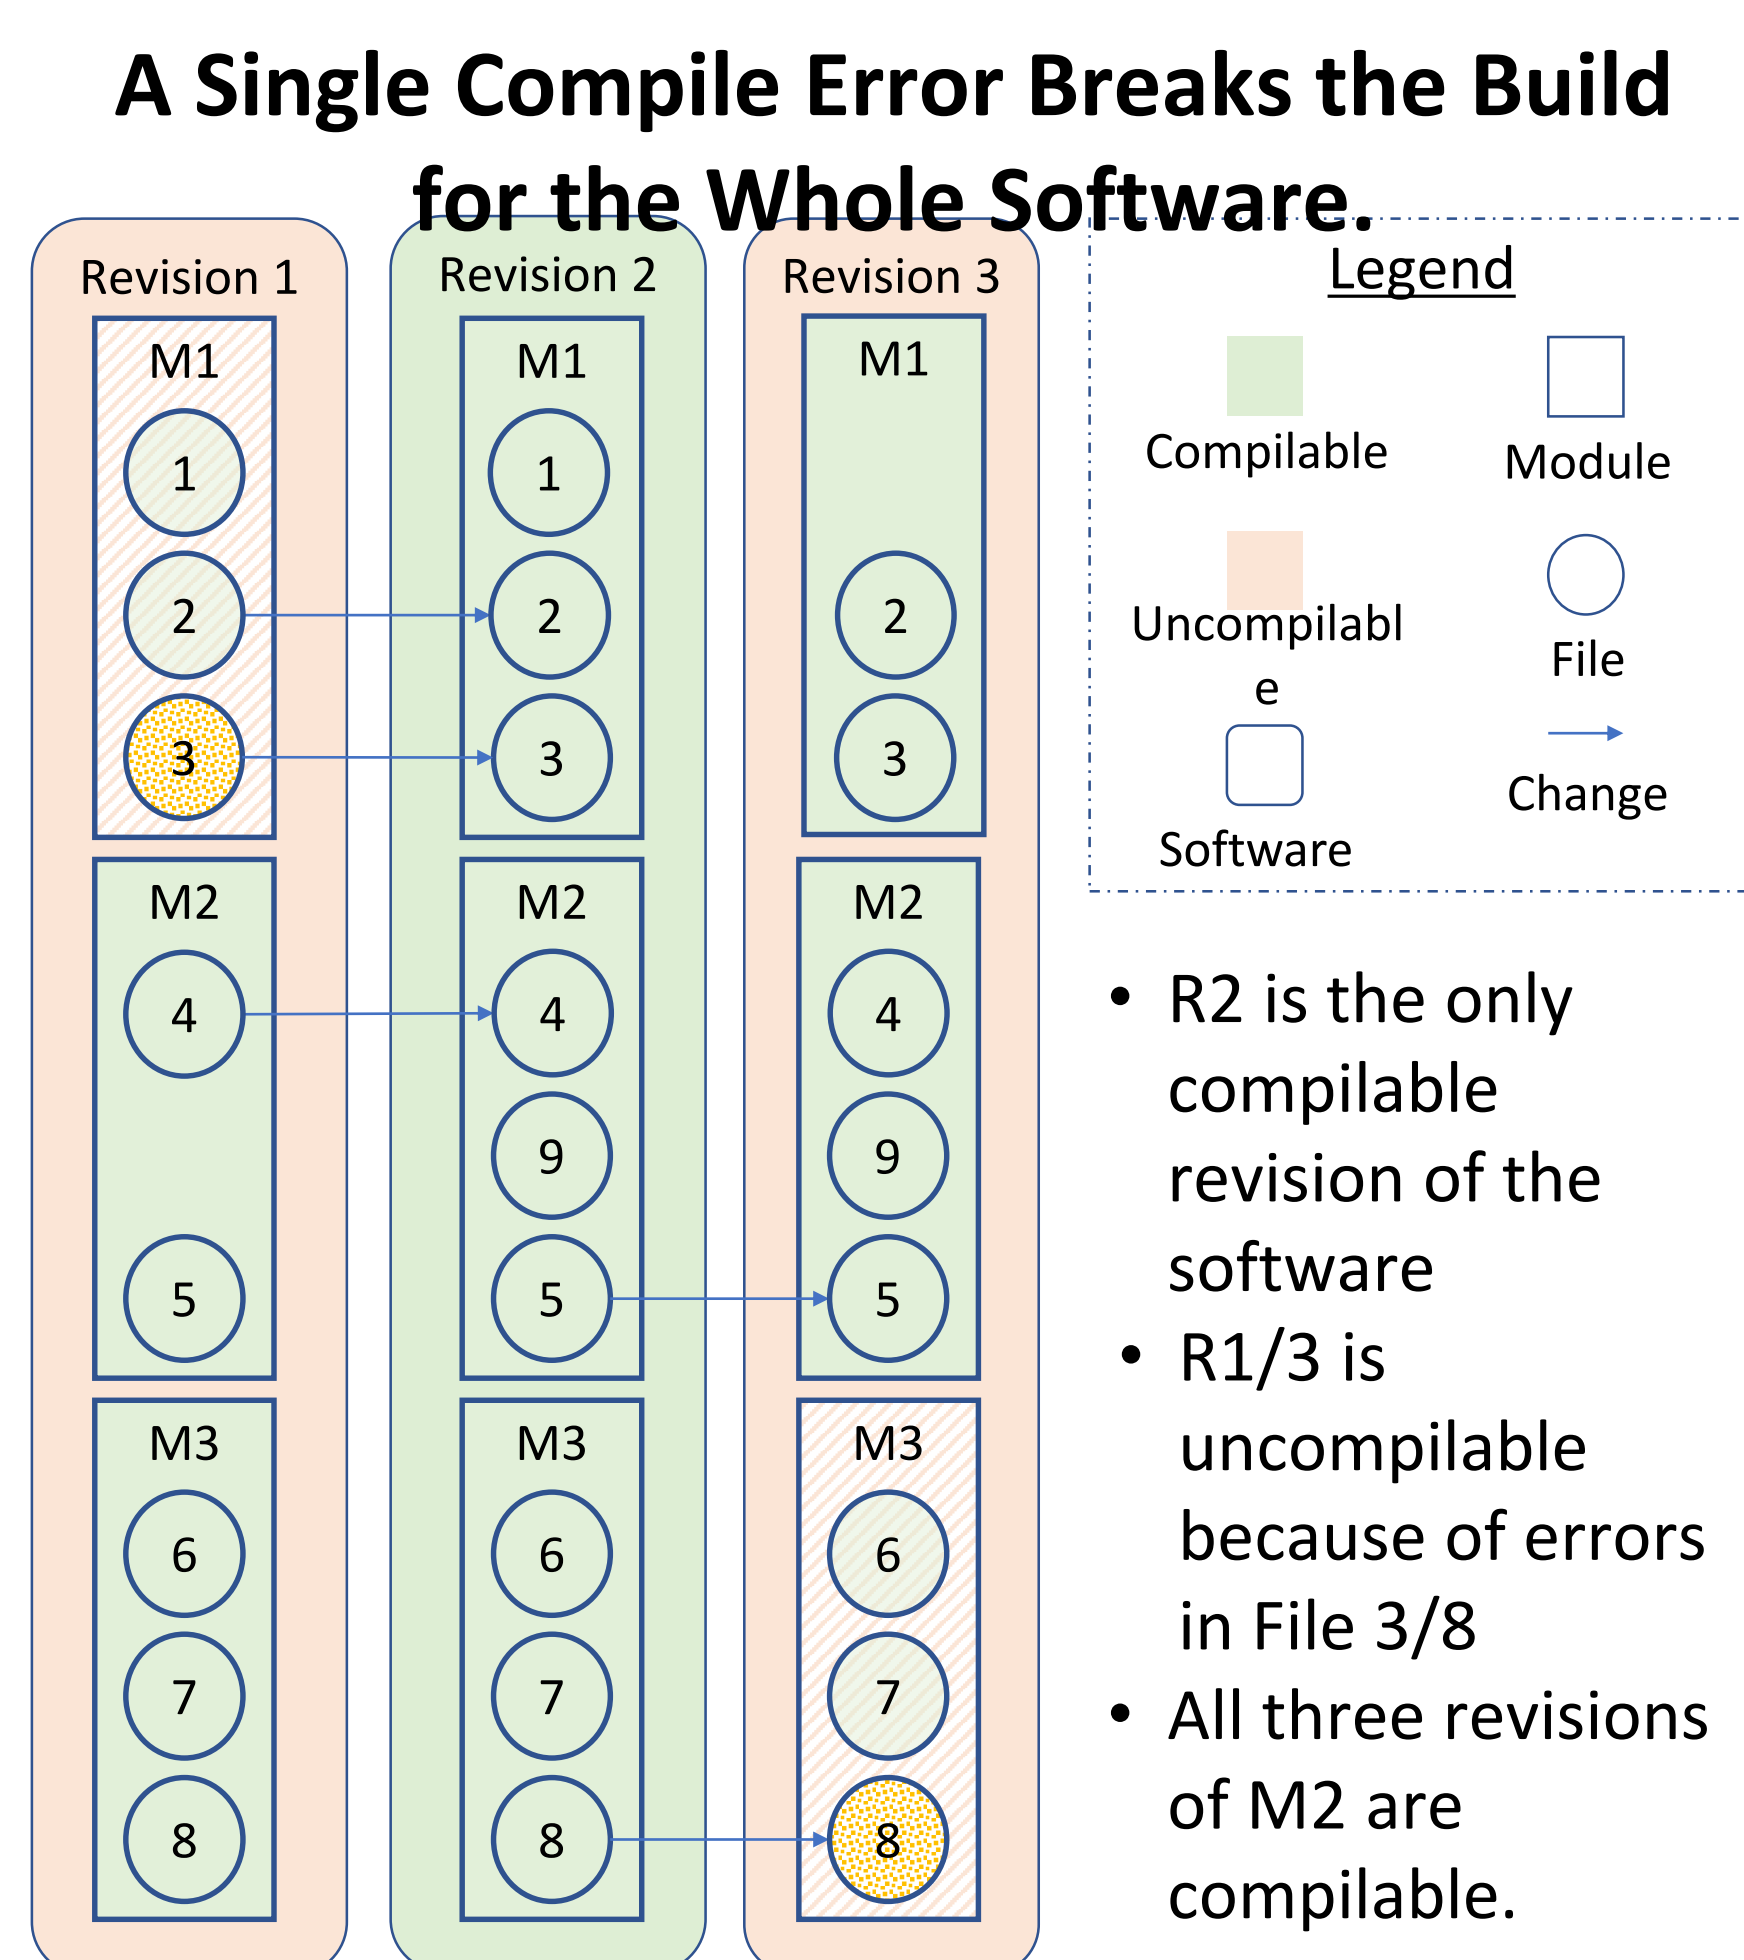 A Single Compile Error Breaks the Build
for the Whole Software.
Revision 1
M1
1
2
3
M2
4
5
M3
6
7
8
Revision 2
M1
1
2
3
M2
4
9
5
M3
6
7
8
Revision 3
M1
2
3
M2
4
9
5
M3
6
7
8
Legend
Compilable
Module
Uncompilabl
e
File
Software
Change
• R2 is the only
compilable
revision of the
software
• R1/3 is
uncompilable
because of errors
in File 3/8
• All three revisions
of M2 are
compilable.